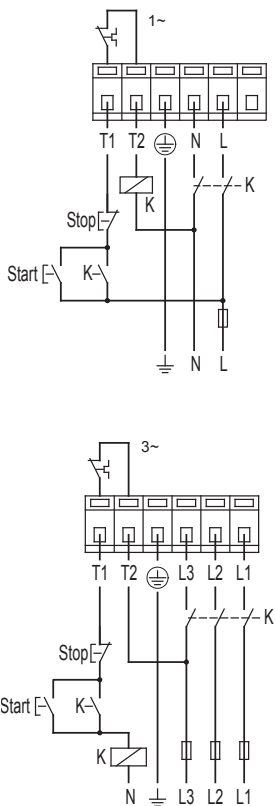 1~
T1 T2 N L
K
K
Stop
Start K
N L
3~
T1 T2 L3 L2 L1
K
Stop
Start K
K
N L3 L2 L1